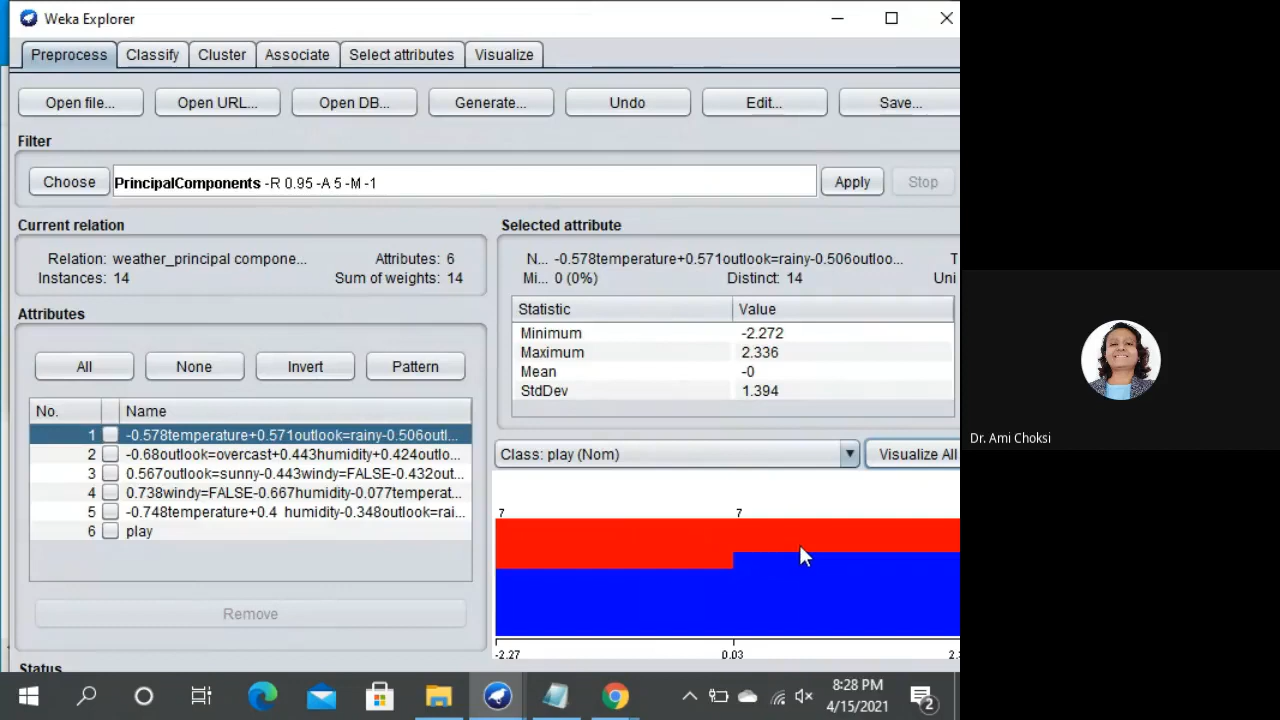 Weka Explorer
Preprocess Classify Cluster Associate Select attributes Visualize
Open file... Open URL... Open DB... Generate... Undo Edit... Save...
Filter
Choose PrincipalComponents -R 0.95 -A 5 -M -1 Apply Stop
Current relation
Relation: weather_principal compone... Attributes: 6
Instances: 14 Sum of weights: 14
Attributes
All None Invert Pattern
No. Name
1 -0.578temperature+0.571outlook=rainy-0.506outl...
2 -0.68outlook=overcast+0.443humidity+0.424outlo...
3 0.567outlook=sunny-0.443windy=FALSE-0.432out...
4 0.738windy=FALSE-0.667humidity-0.077temperat...
5 -0.748temperature+0.4 humidity-0.348outlook=rai...
6 play
Remove
Status
Selected attribute
N... -0.578temperature+0.571outlook=rainy-0.506outloo... T
Mi... 0 (0%) Distinct: 14 Uni
Statistic Value
Minimum -2.272
Maximum 2.336
Mean -0
StdDev 1.394
Class: play (Nom) Visualize All
7 7
-2.27 0.03
Dr. Ami Choksi
8:28 PM
4/15/2021
2